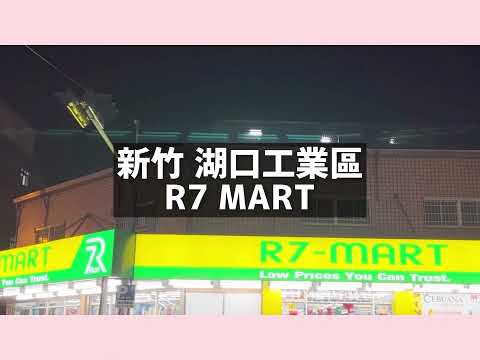 新竹 湖口工業區
R7 MART
MART
R
You Can Trust.
R7-MART
Low Prices You Can Trust.
CEBUANA